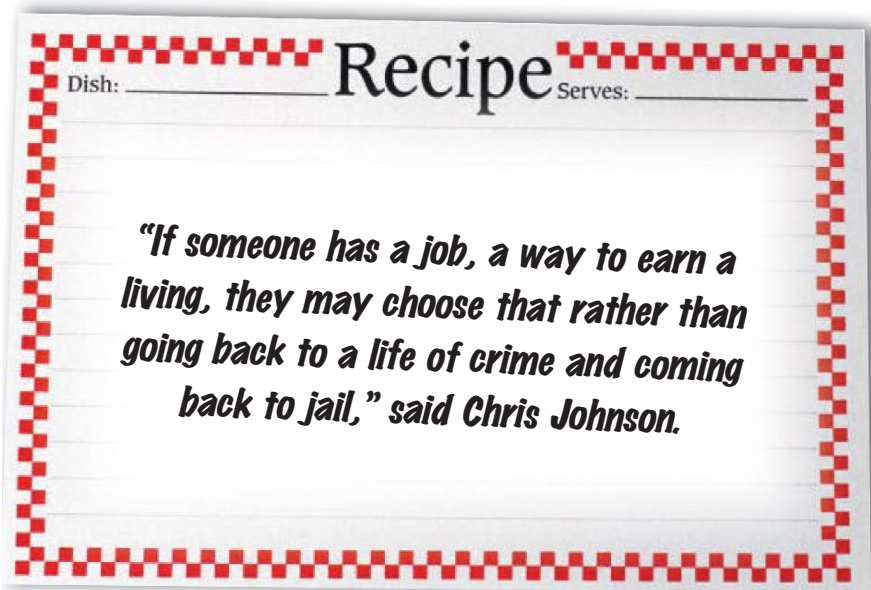 Recipe
Dish:
Serves:
“If someone has a job, a way to earn a
living, they may choose that rather than
going back to a life of crime and coming
back to jail,” said Chris Johnson.